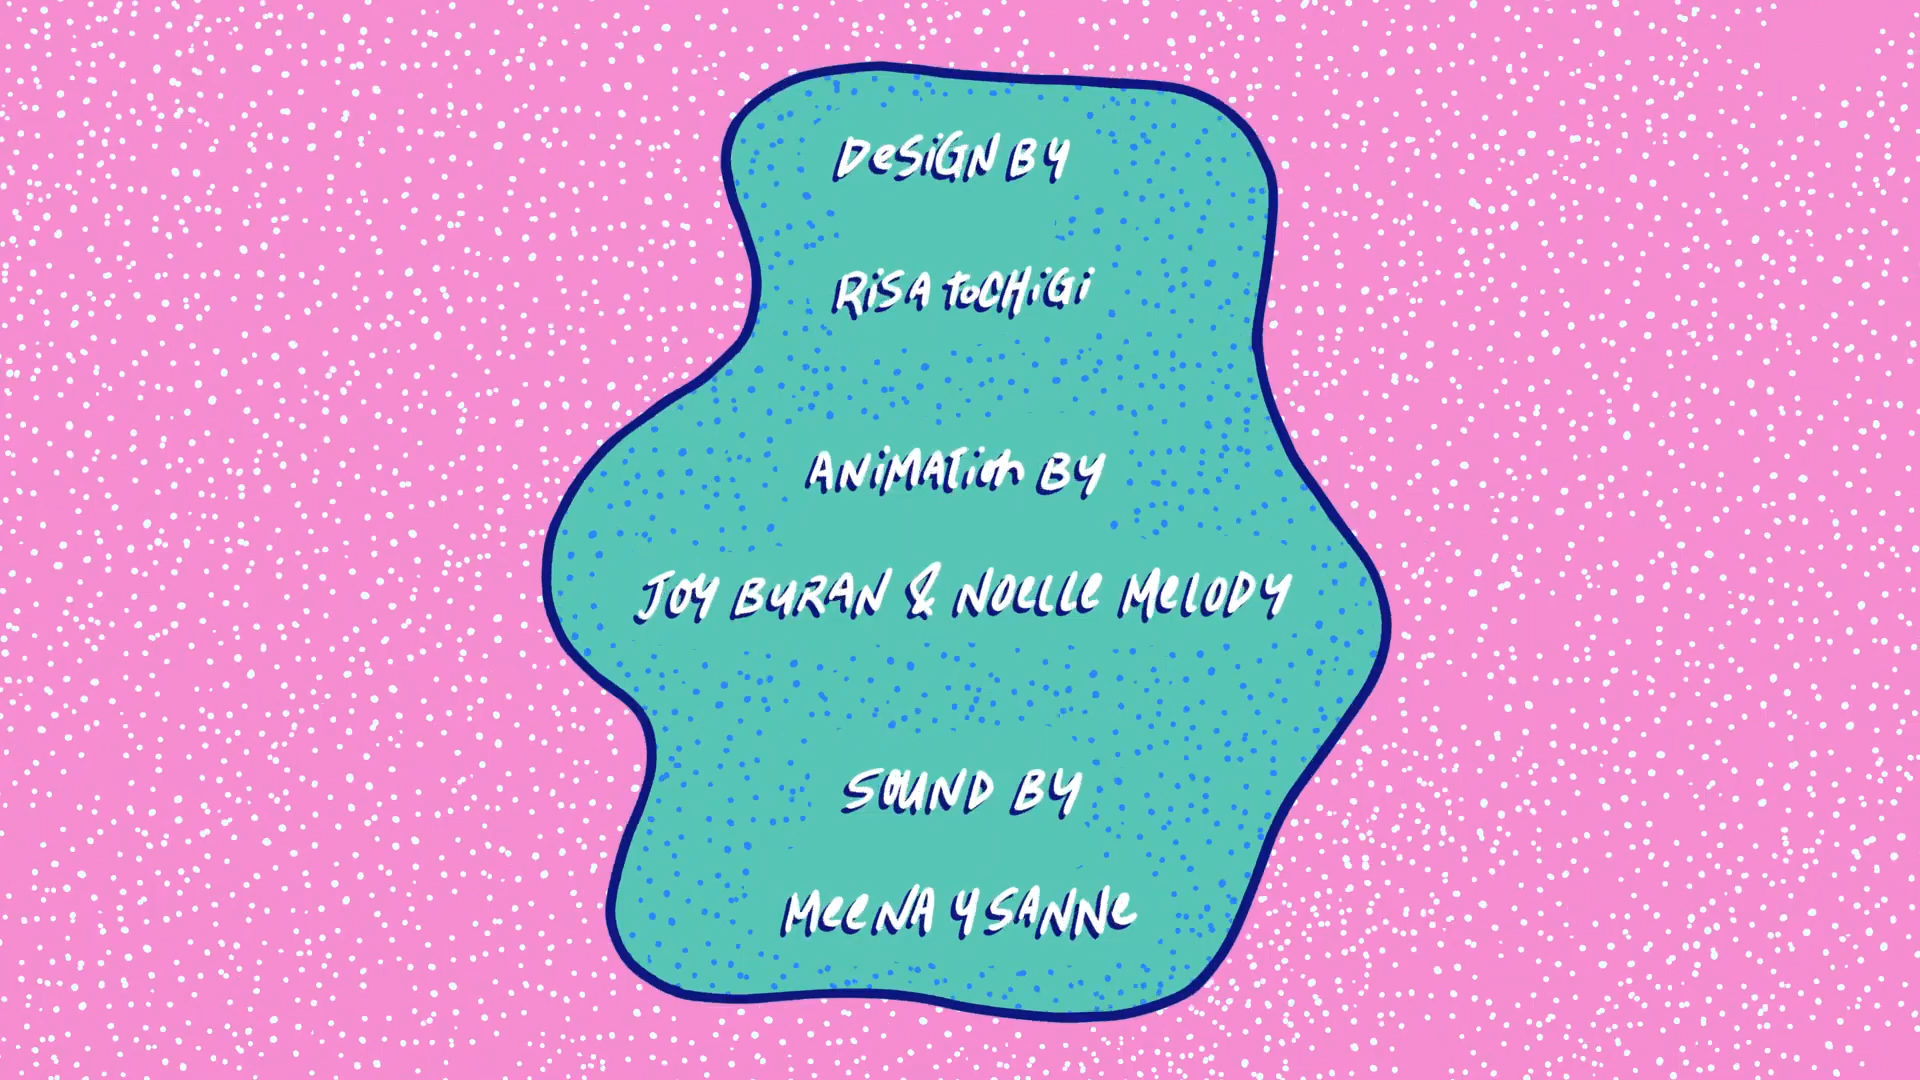 DeSiGN BY
RiSA toCHiGi
ANiMATion BY
JOY BURAN & NOelle MelODY
SOUND BY
MeeNA YSANNe